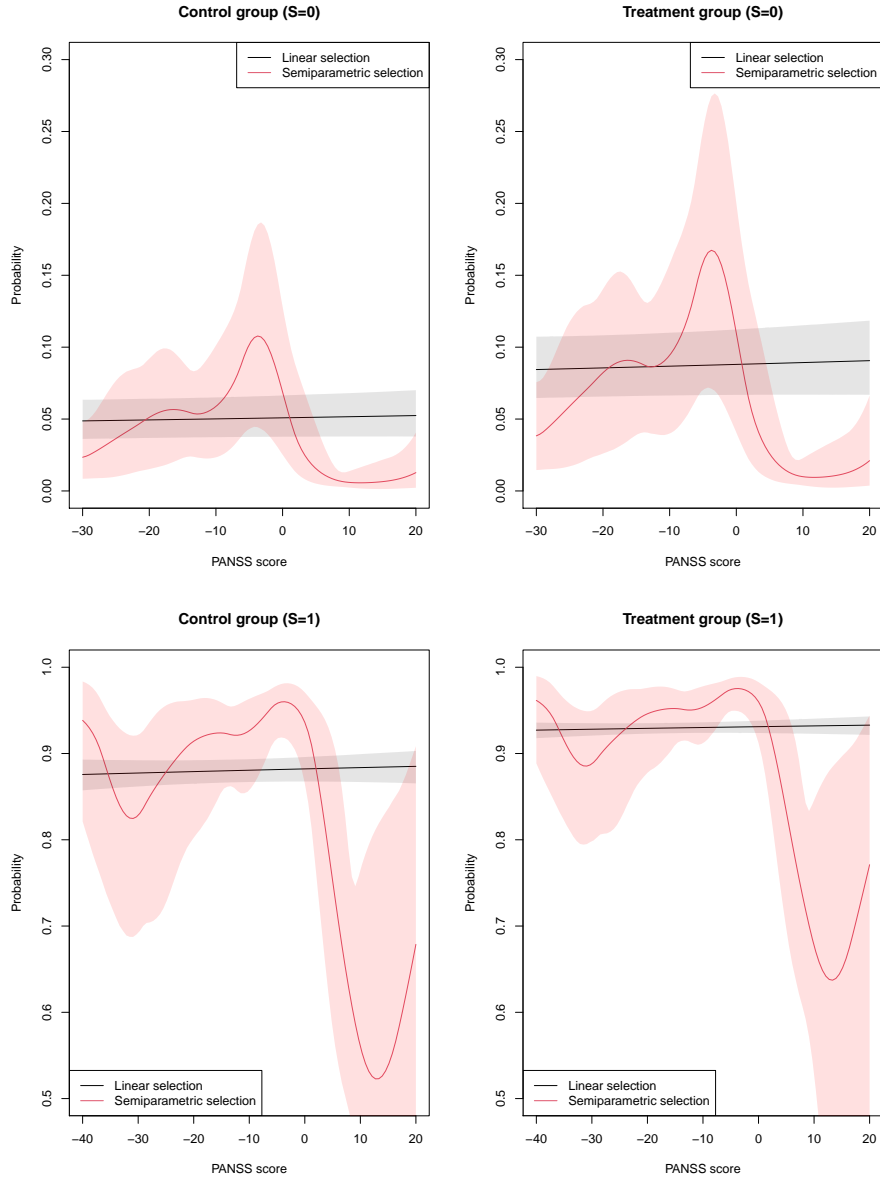 Control group (S=0)
Linear selection
Semiparametric selection
Probability
0.00 0.05 0.10 0.15 0.20 0.25 0.30
−30 −20 −10 0 10 20
PANSS score
Treatment group (S=0)
Linear selection
Semiparametric selection
Probability
0.00 0.05 0.10 0.15 0.20 0.25 0.30
−30 −20 −10 0 10 20
PANSS score
Control group (S=1)
Probability
0.5 0.6 0.7 0.8 0.9 1.0
Linear selection
Semiparametric selection
−40 −30 −20 −10 0 10 20
PANSS score
Treatment group (S=1)
Probability
0.5 0.6 0.7 0.8 0.9 1.0
Linear selection
Semiparametric selection
−40 −30 −20 −10 0 10 20
PANSS score